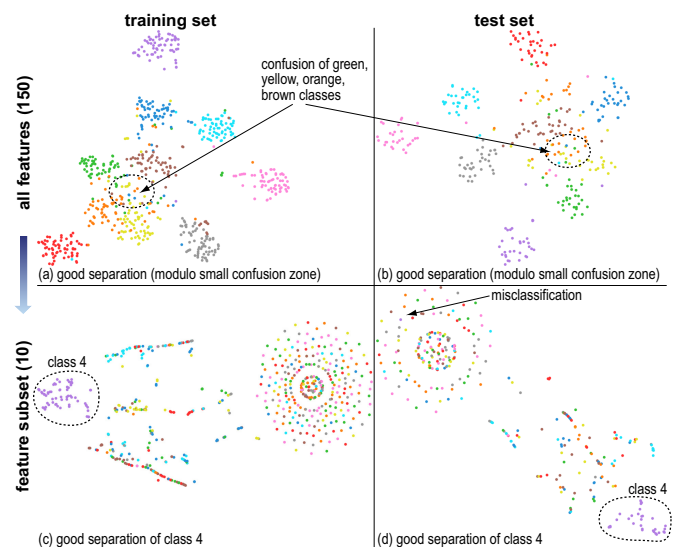 training set
test set
all features (150)
confusion of green,
yellow, orange,
brown classes
(a) good separation (modulo small confusion zone)
(b) good separation (modulo small confusion zone)
feature subset (10)
class 4
misclassification
class 4
(c) good separation of class 4
(d) good separation of class 4